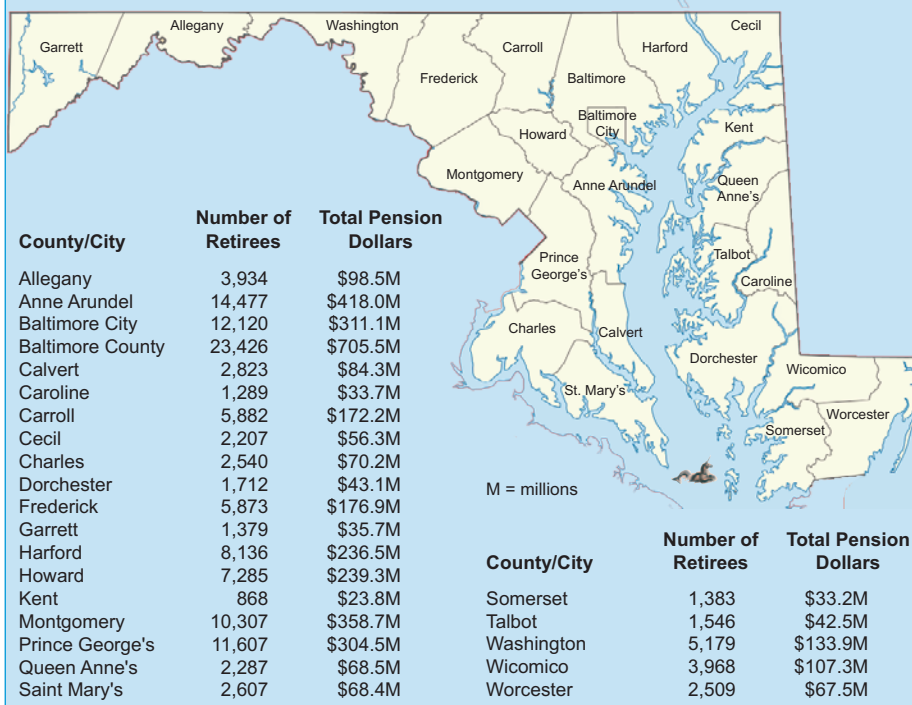 Garrett
Allegany
Washington
Frederick
Carroll
Baltimore
Harford
Cecil
Baltimore
City
Howard
Kent
Montgomery
Anne Arundel
Queen
Anne's
Prince
George's
Talbot
Caroline
Charles
Calvert
Dorchester
Wicomico
St. Mary's
Worcester
Somerset
M = millions
Number of Total Pension
County/City Retirees Dollars
Allegany 3,934 $98.5M
Anne Arundel 14,477 $418.0M
Baltimore City 12,120 $311.1M
Baltimore County 23,426 $705.5M
Calvert 2,823 $84.3M
Caroline 1,289 $33.7M
Carroll 5,882 $172.2M
Cecil 2,207 $56.3M
Charles 2,540 $70.2M
Dorchester 1,712 $43.1M
Frederick 5,873 $176.9M
Garrett 1,379 $35.7M
Harford 8,136 $236.5M
Howard 7,285 $239.3M
Kent 868 $23.8M
Montgomery 10,307 $358.7M
Prince George's 11,607 $304.5M
Queen Anne's 2,287 $68.5M
Saint Mary's 2,607 $68.4M
Number of Total Pension
County/City Retirees Dollars
Somerset 1,383 $33.2M
Talbot 1,546 $42.5M
Washington 5,179 $133.9M
Wicomico 3,968 $107.3M
Worcester 2,509 $67.5M